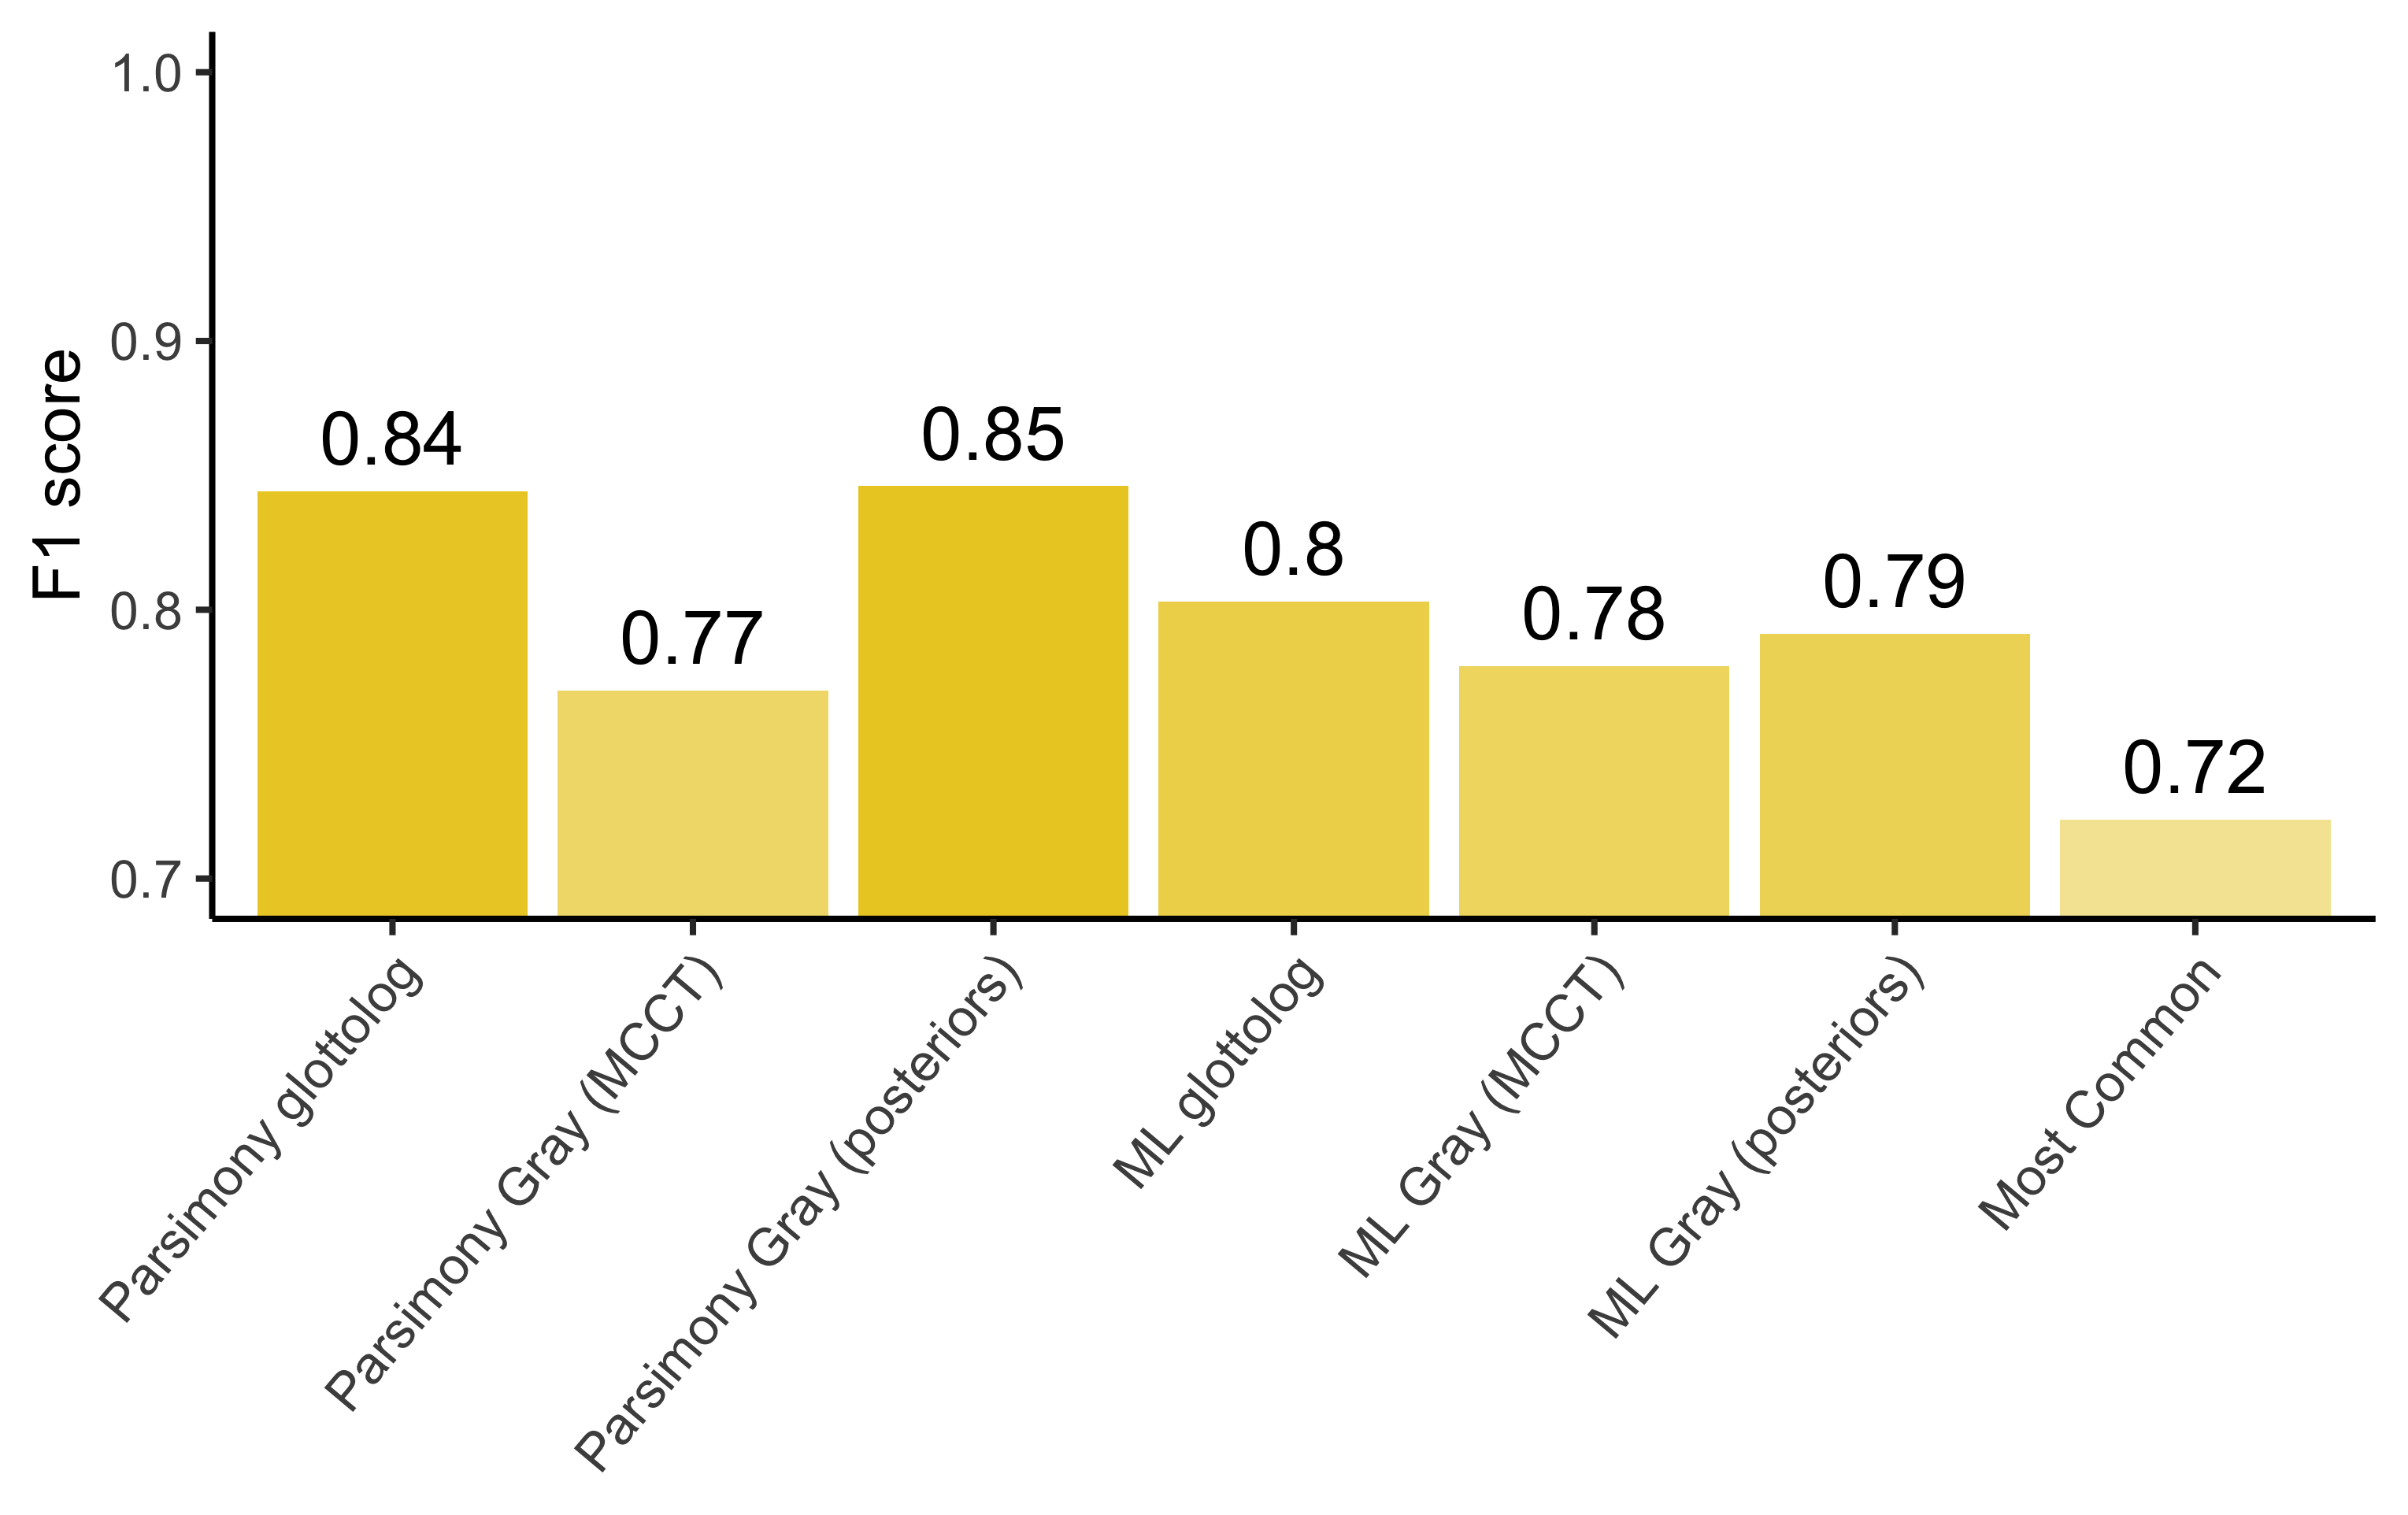 1.0
0.9
0.8
0.7
F1 score
0.84
0.77
0.85
0.8
0.78
0.79
0.72
Parsimony glottolog
Parsimony Gray (MCCT)
Parsimony Gray (posteriors)
ML glottolog
ML Gray (MCCT)
ML Gray (posteriors)
Most Common